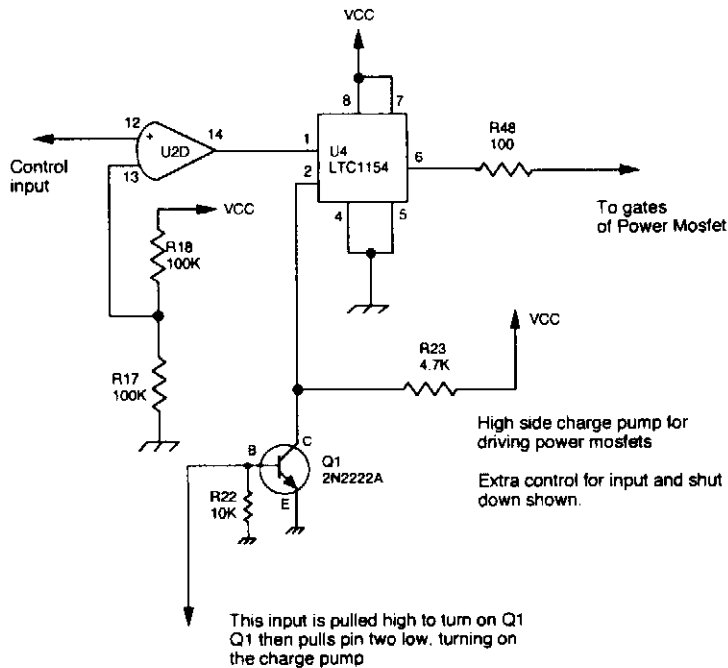 VCC
8
7
12
+
14
U2D
13
Control
input
1
2
U4
LTC1154
6
R48
100
To gates
of Power Mosfet
4
5
VCC
R18
100K
R17
100K
VCC
R23
4.7K
High side charge pump for
driving power mosfets
Extra control for input and shut
down shown.
B
C
Q1
2N2222A
E
R22
10K
This input is pulled high to turn on Q1
Q1 then pulls pin two low, turning on
the charge pump